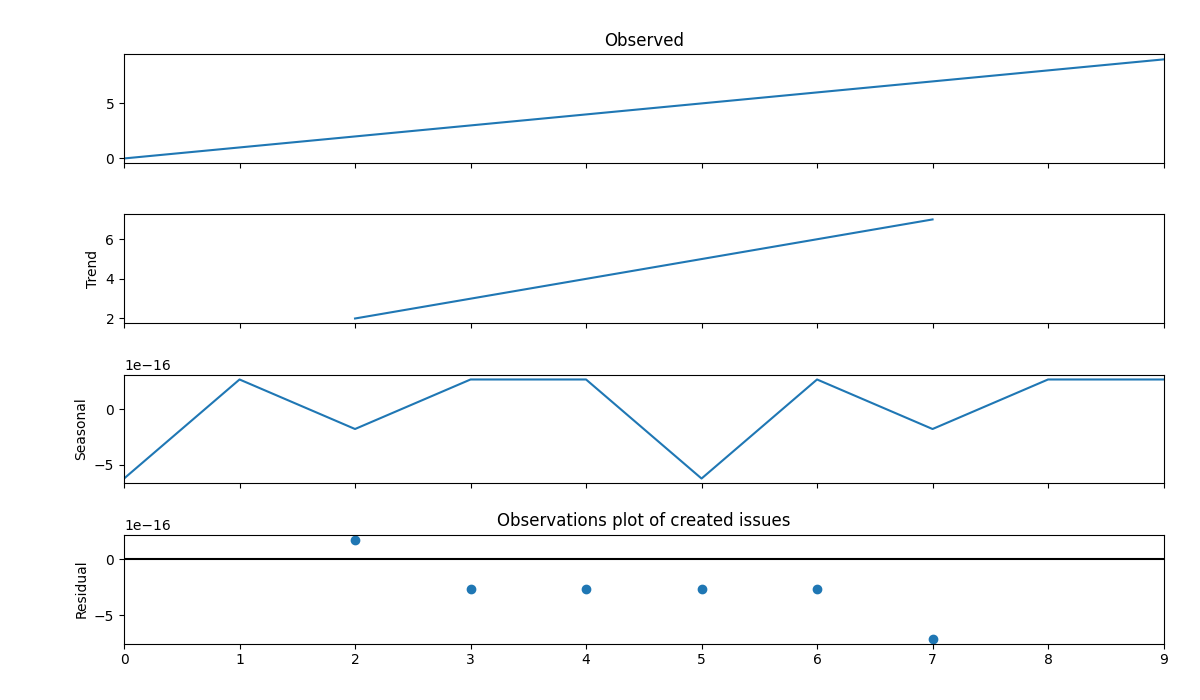 Observed
5
0
Trend
6
4
2
1e−16
Seasonal
0
−5
Observations plot of created issues
1e−16
Residual
0
−5
0 1 2 3 4 5 6 7 8 9